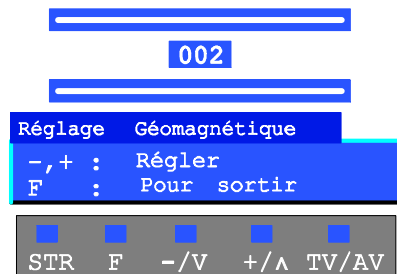 002
Réglage Géomagnétique
-,+ : Régler
F : Pour sortir
STR F -/V +/∧ TV/AV